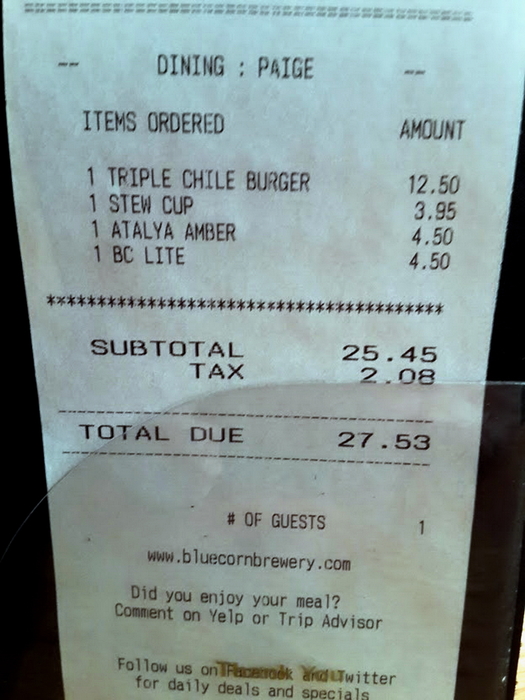 -- DINING : PAIGE --
ITEMS ORDERED AMOUNT
1 TRIPLE CHILE BURGER 12.50
1 STEW CUP 3.95
1 ATALYA AMBER 4.50
1 BC LITE 4.50
****************************************
SUBTOTAL 25.45
TAX 2.08
TOTAL DUE 27.53
# OF GUESTS 1
www.bluecornbrewery.com
Did you enjoy your meal?
Comment on Yelp or Trip Advisor
Follow us on Facebook and Twitter
for daily deals and specials